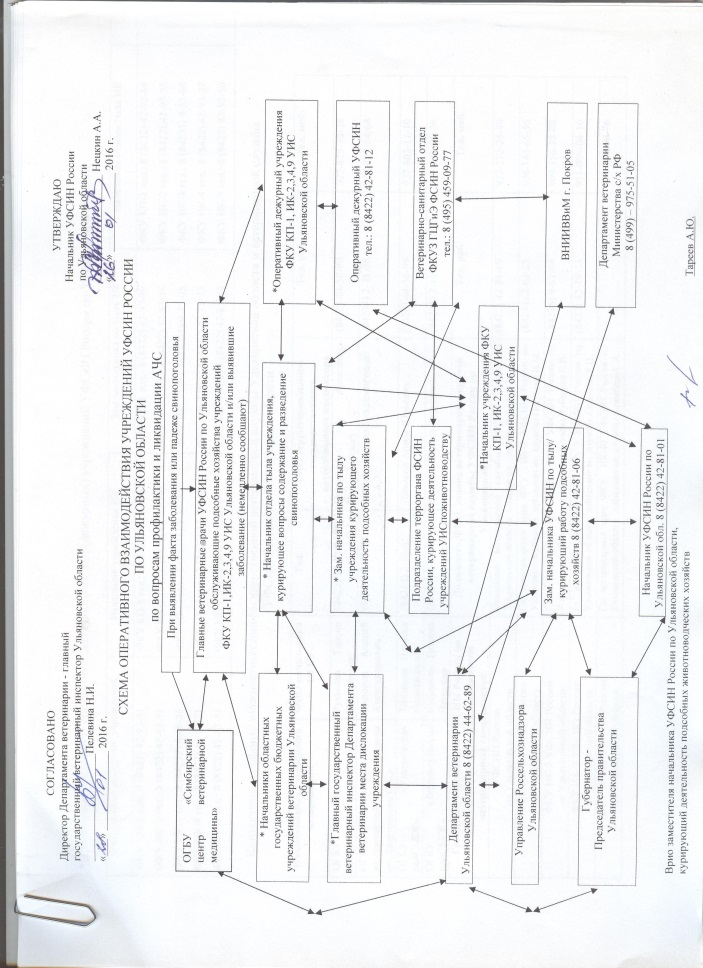 СОГЛАСОВАНО
Директор Департамента ветеринарии - главный
государственный ветеринарный инспектор Ульяновской области
Пелевина Н.И.
2016 г.
УТВЕРЖДАЮ
Начальник УФСИН России
по Ульяновской области
Нецкин А.А.
2016 г.
СХЕМА ОПЕРАТИВНОГО ВЗАИМОДЕЙСТВИЯ УЧРЕЖДЕНИЙ УФСИН РОССИИ
ПО УЛЬЯНОВСКОЙ ОБЛАСТИ
по вопросам профилактики и ликвидации АЧС
При выявлении факта заболевания или падеже свинопоголовья
ОГБУ «Симбирский
центр ветеринарной
медицины»
Главные ветеринарные врачи УФСИН России по Ульяновской области
обслуживающие подсобные хозяйства учреждений
ФКУ КП-1,ИК-2,3,4,9 УИС Ульяновской области и/или выявившие
заболевание (немедленно сообщают)
* Начальники областных
государственных бюджетных
учреждений ветеринарии Ульяновской
области
* Начальник отдела тыла учреждения,
курирующее вопросы содержание и разведение
свинопоголовья
*Оперативный дежурный учреждения
ФКУ КП-1, ИК-2,3,4,9 УИС
Ульяновской области
*Главный государственный
ветеринарный инспектор Департамента
ветеринарии места дислокации
учреждения
* Зам. начальника по тылу
учреждения курирующего
деятельность подсобных хозяйств
Оперативный дежурный УФСИН
тел.: 8 (8422) 42-81-12
Подразделение терроргана ФСИН
России, курирующее деятельность
учреждений УИСпоживотноводству
Ветеринарно-санитарный отдел
ФКУЗ ГЦГиЭ ФСИН России
тел.: 8 (495) 459-09-77
Департамент ветеринарии
Ульяновской области 8 (8422) 44-62-89
*Начальник учреждения ФКУ
КП-1, ИК-2,3,4,9 УИС
Ульяновской области
Управление Россельхознадзора
Ульяновской области
Зам. начальника УФСИН по тылу/
курирующий работу подсобных
хозяйств 8 (8422) 42-81-06
ВНИИВВиМ г. Покров
Губернатор -
Председатель правительства
Ульяновской области
Начальник УФСИН России по
Ульяновской обл. 8 (8422) 42-81-01
Департамент ветеринарии
Министерства с/х РФ
8 (499) – 975-51-05
Врио заместителя начальника УФСИН России по Ульяновской области,
курирующий деятельность подсобных животноводческих хозяйств
Тареев А.Ю.